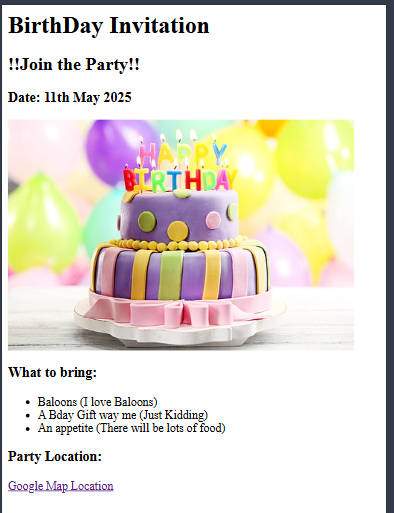 BirthDay Invitation
!!Join the Party!!
Date: 11th May 2025
HAPPY
BIRTHDAY
What to bring:
Baloons (I love Baloons)
A Bday Gift way me (Just Kidding)
An appetite (There will be lots of food)
Party Location:
Google Map Location